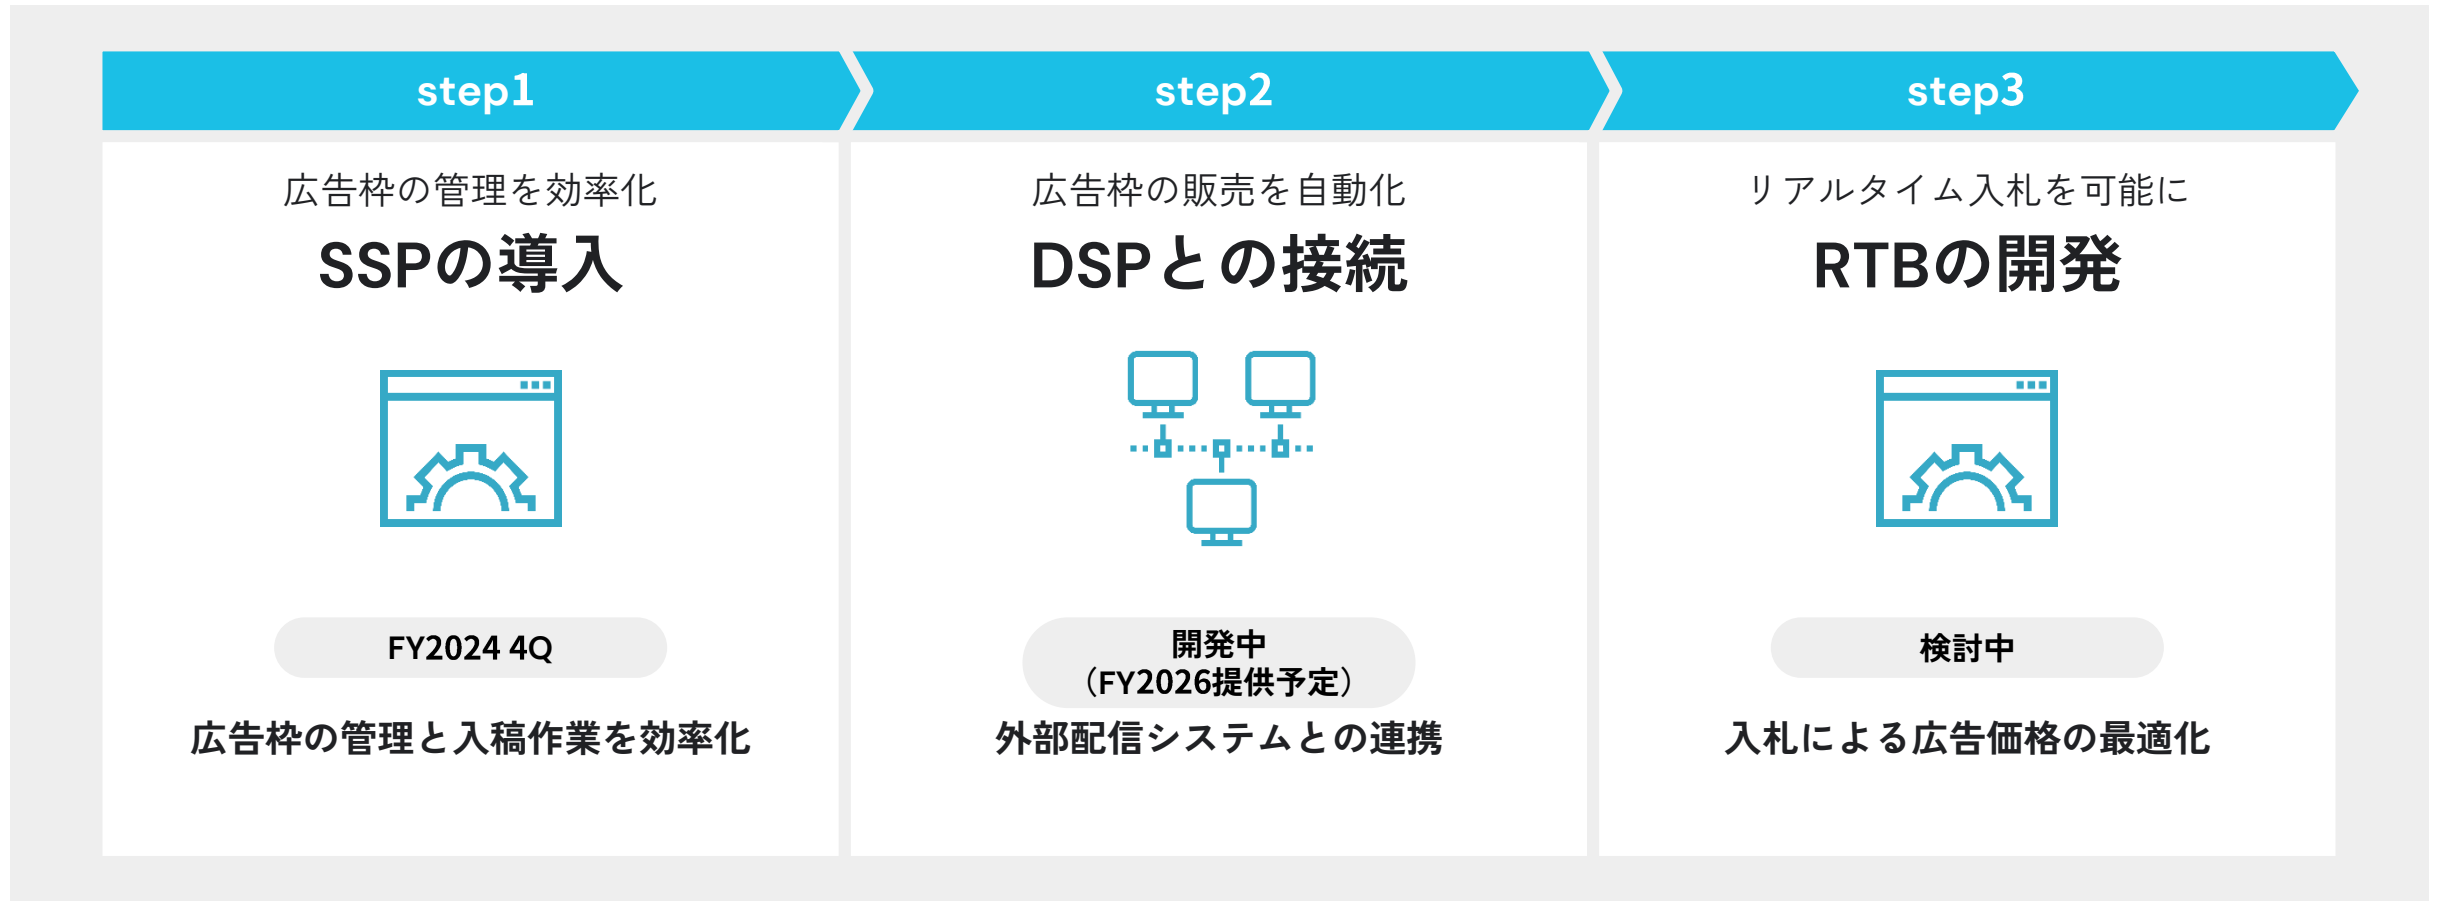 step1
広告枠の管理を効率化
SSPの導入
FY2024 4Q
広告枠の管理と入稿作業を効率化
step2
広告枠の販売を自動化
DSPとの接続
開発中
（FY2026提供予定）
外部配信システムとの連携
step3
リアルタイム入札を可能に
RTBの開発
検討中
入札による広告価格の最適化